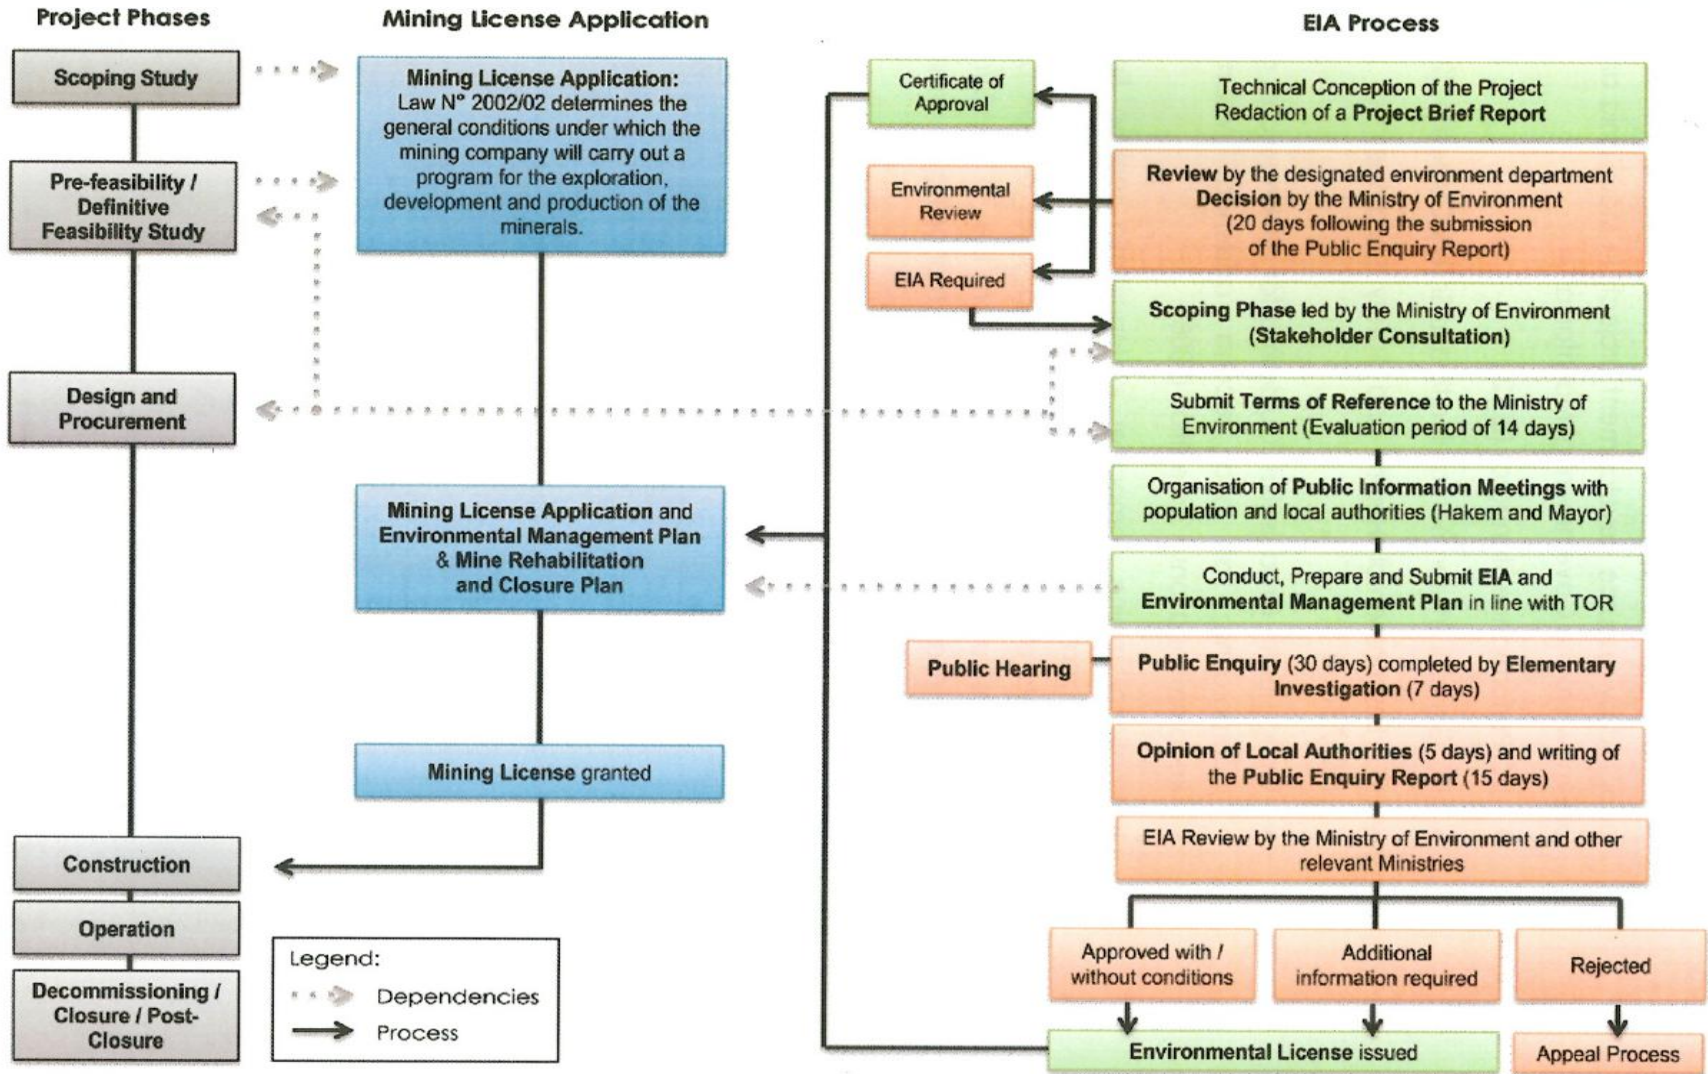 Project Phases
Mining License Application
EIA Process
Scoping Study
Pre-feasibility /
Definitive
Feasibility Study
Design and
Procurement
Construction
Operation
Decommissioning /
Closure / Post-
Closure
Mining License Application:
Law N° 2002/02 determines the
general conditions under which the
mining company will carry out a
program for the exploration,
development and production of the
minerals.
Mining License Application and
Environmental Management Plan
& Mine Rehabilitation
and Closure Plan
Mining License granted
Legend:
Dependencies
Process
Certificate of
Approval
Environmental
Review
EIA Required
Technical Conception of the Project
Redaction of a Project Brief Report
Review by the designated environment department
Decision by the Ministry of Environment
(20 days following the submission
of the Public Enquiry Report)
Scoping Phase led by the Ministry of Environment
(Stakeholder Consultation)
Submit Terms of Reference to the Ministry of
Environment (Evaluation period of 14 days)
Organisation of Public Information Meetings with
population and local authorities (Hakem and Mayor)
Conduct, Prepare and Submit EIA and
Environmental Management Plan in line with TOR
Public Hearing
Public Enquiry (30 days) completed by Elementary
Investigation (7 days)
Opinion of Local Authorities (5 days) and writing of
the Public Enquiry Report (15 days)
EIA Review by the Ministry of Environment and other
relevant Ministries
Approved with /
without conditions
Additional
information required
Rejected
Environmental License issued
Appeal Process